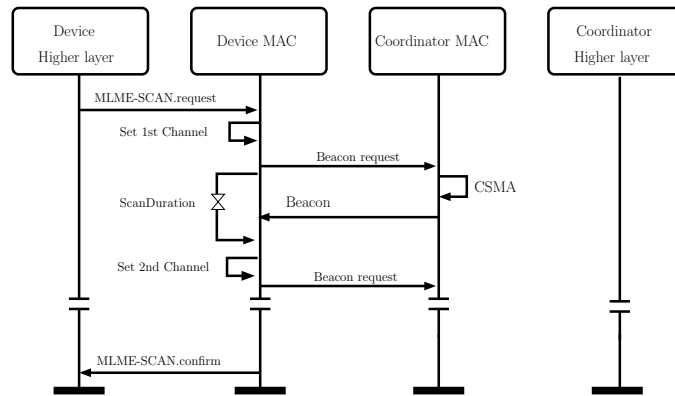 Device
Higher layer
Device MAC
Coordinator MAC
Coordinator
Higher layer
MLME-SCAN.request
Set 1st Channel
Beacon request
CSMA
ScanDuration
Beacon
Set 2nd Channel
Beacon request
MLME-SCAN.confirm